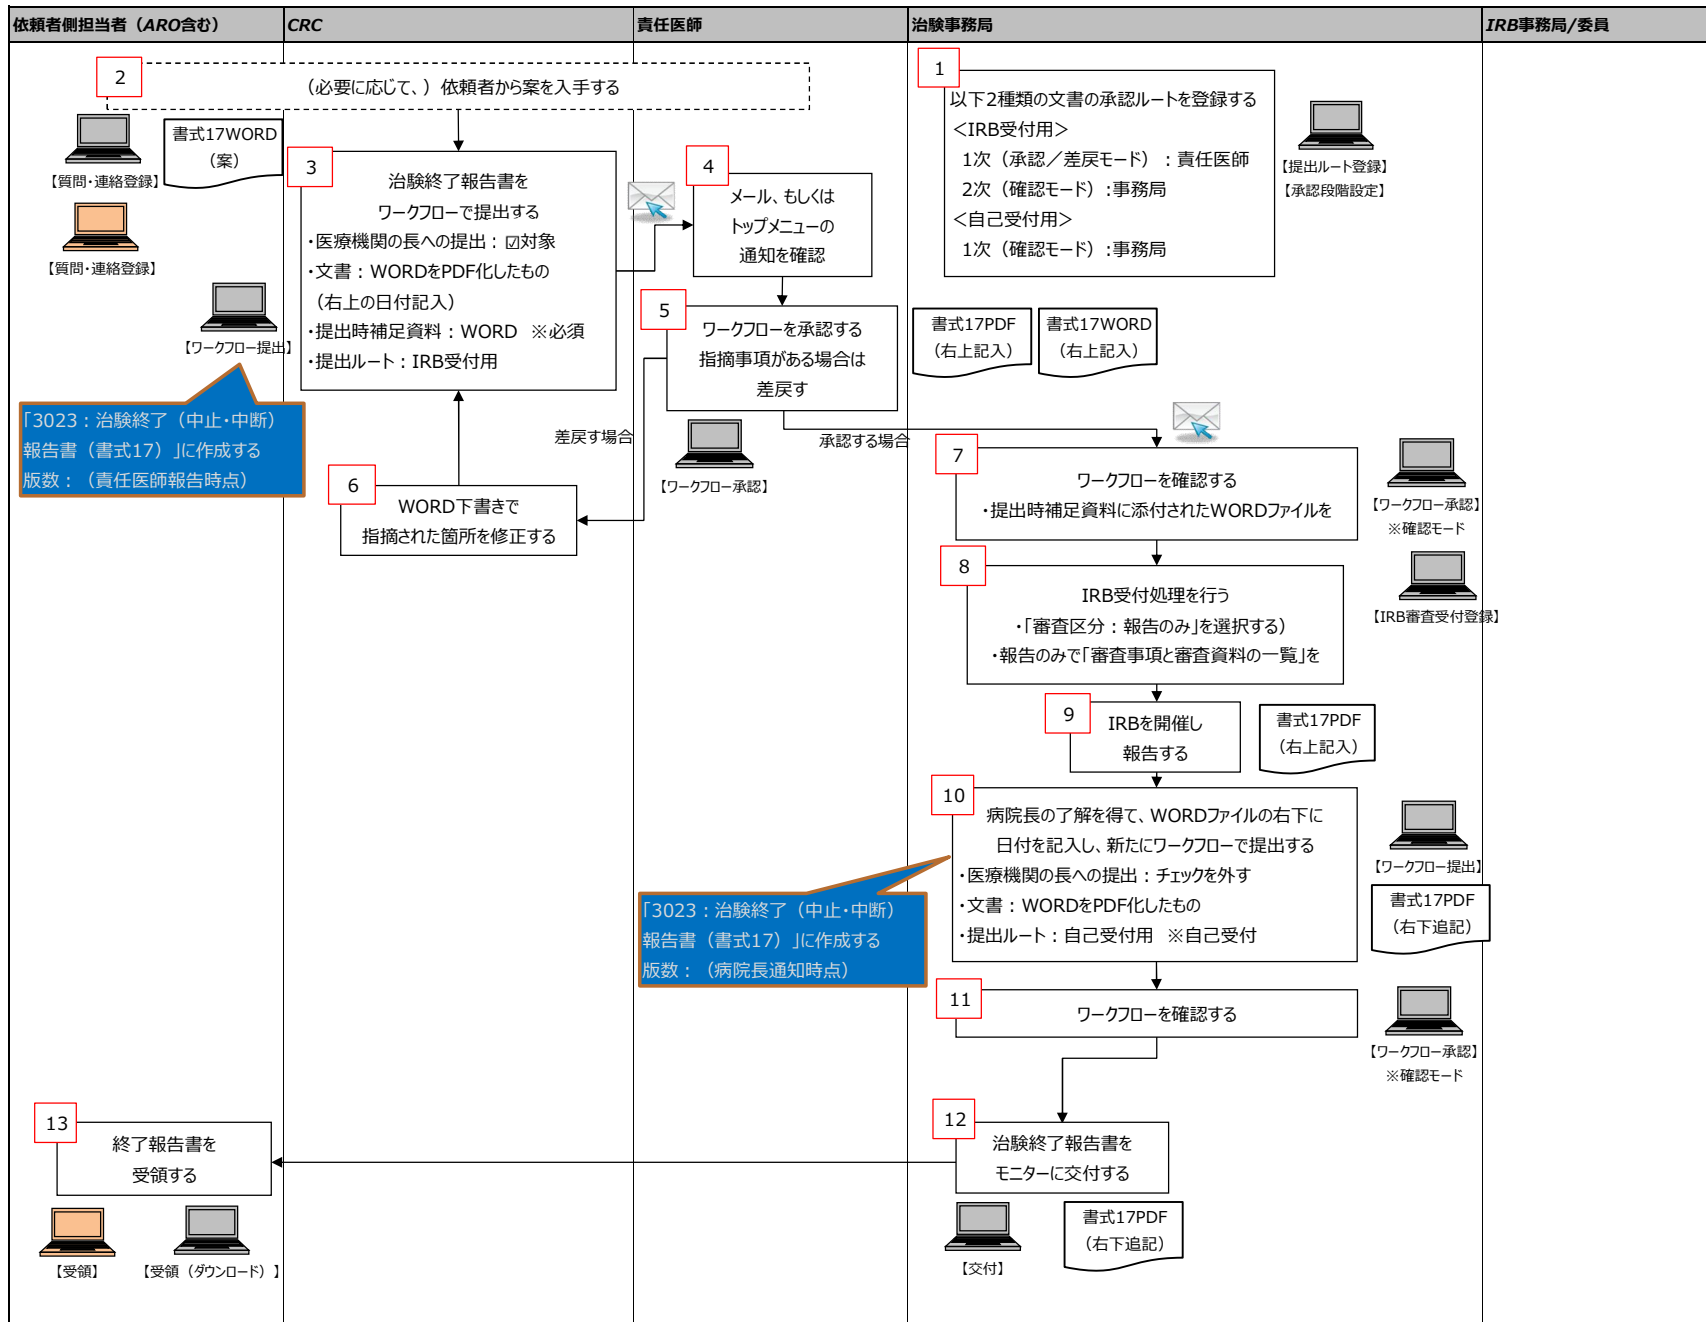 依頼者側担当者（ARO含む）
CRC
責任医師
治験事務局
IRB事務局/委員
2
（必要に応じて、）依頼者から案を入手する
【質問・連絡登録】
書式17WORD
（案）
【質問・連絡登録】
1
以下2種類の文書の承認ルートを登録する
＜IRB受付用＞
1次（承認／差戻モード）：責任医師
2次（確認モード）：事務局
＜自己受付用＞
1次（確認モード）：事務局
【提出ルート登録】
【承認段階設定】
3
治験終了報告書を
ワークフローで提出する
・医療機関の長への提出：☑対象
・文書：WORDをPDF化したもの
（右上の日付記入）
・提出時補足資料：WORD　※必須
・提出ルート：IRB受付用
【ワークフロー提出】
「3023：治験終了（中止・中断）
報告書（書式17）」に作成する
版数：（責任医師報告時点）
4
メール、もしくは
トップメニューの
通知を確認
5
ワークフローを承認する
指摘事項がある場合は
差戻す
書式17PDF
（右上記入）
書式17WORD
（右上記入）
差戻す場合
【ワークフロー承認】
承認する場合
6
WORD下書きで
指摘された箇所を修正する
7
ワークフローを確認する
・提出時補足資料に添付されたWORDファイルを
【ワークフロー承認】
※確認モード
8
IRB受付処理を行う
・「審査区分：報告のみ」を選択する）
・報告のみで「審査事項と審査資料の一覧」を
【IRB審査受付登録】
9
IRBを開催し
報告する
書式17PDF
（右上記入）
10
病院長の了解を得て、WORDファイルの右下に
日付を記入し、新たにワークフローで提出する
・医療機関の長への提出：チェックを外す
・文書：WORDをPDF化したもの
・提出ルート：自己受付用　※自己受付
【ワークフロー提出】
書式17PDF
（右下追記）
「3023：治験終了（中止・中断）
報告書（書式17）」に作成する
版数：（病院長通知時点）
11
ワークフローを確認する
【ワークフロー承認】
※確認モード
12
治験終了報告書を
モニターに交付する
【交付】
書式17PDF
（右下追記）
13
終了報告書を
受領する
【受領】
【受領（ダウンロード）】